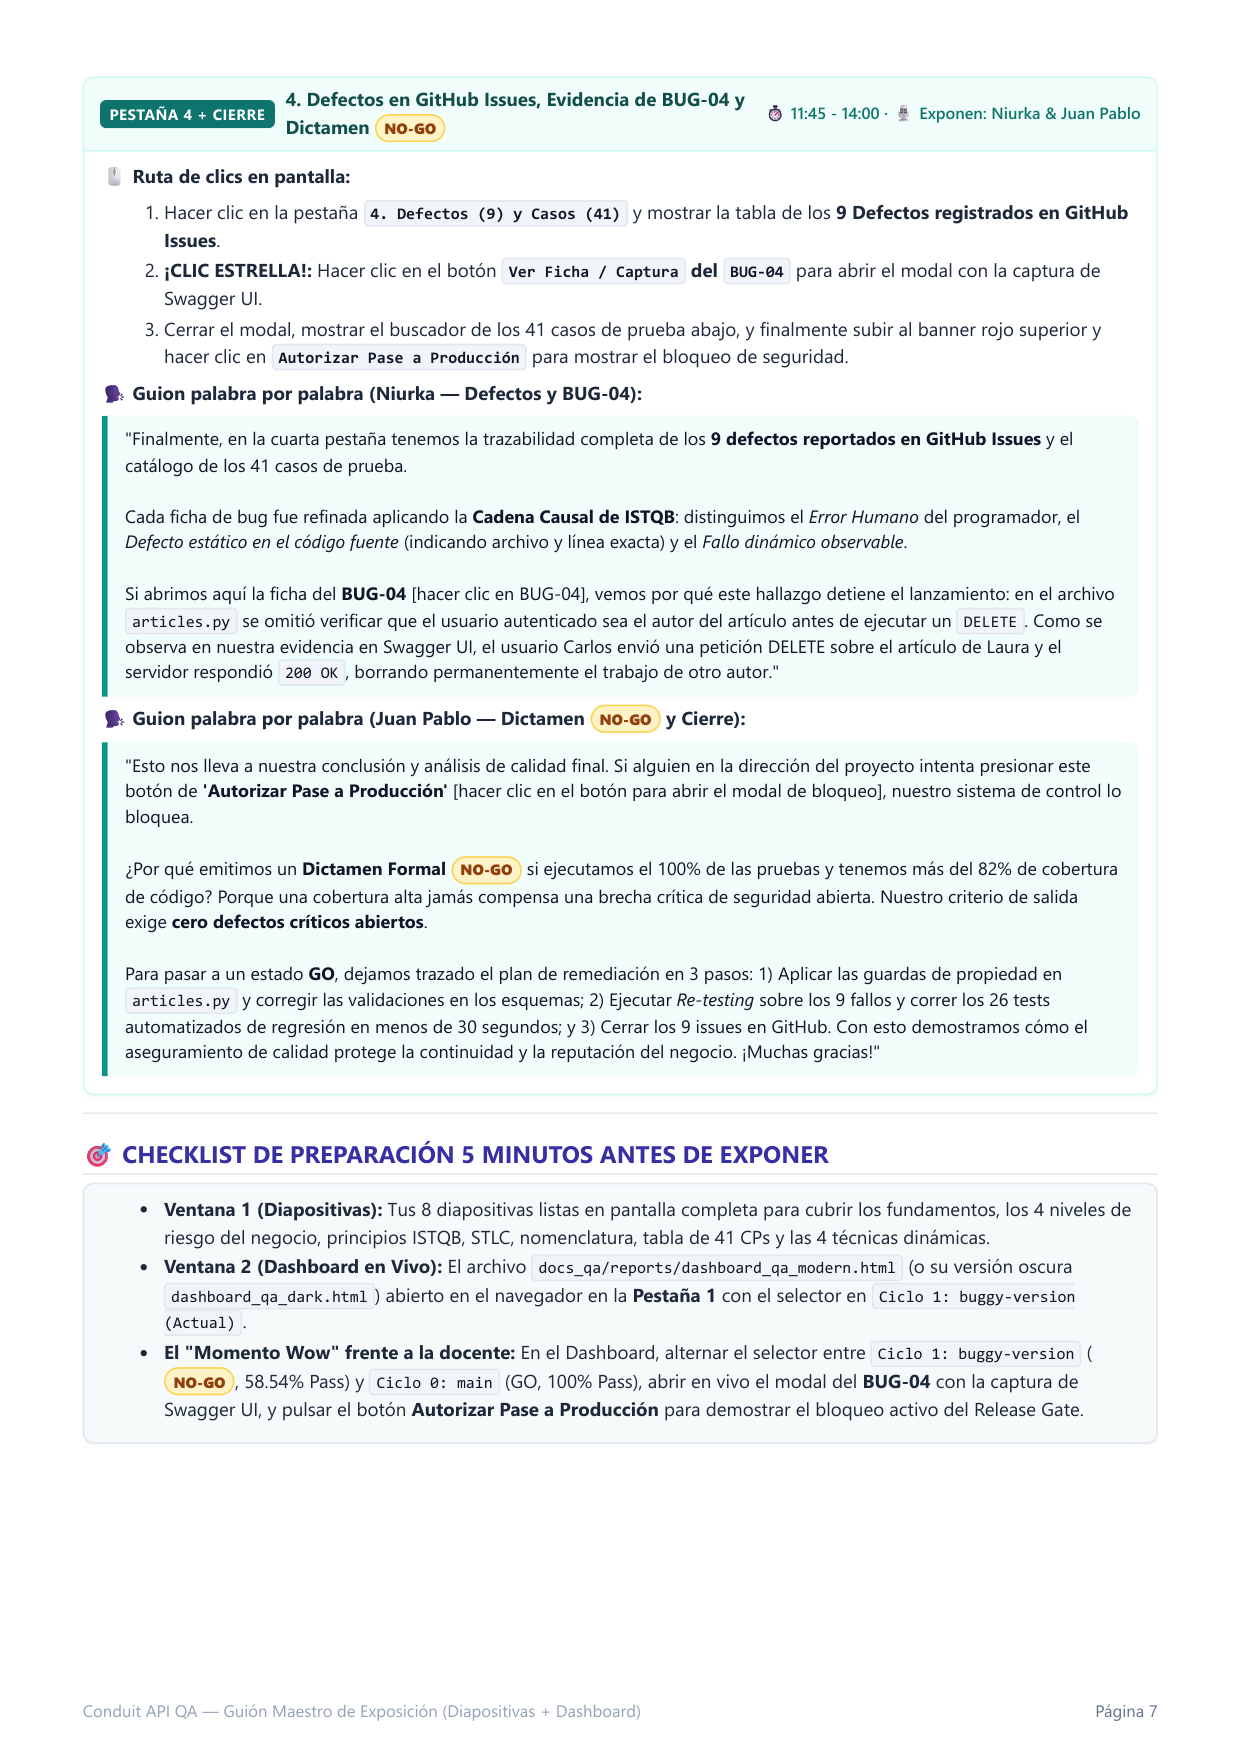 PESTAÑA 4 + CIERRE
4. Defectos en GitHub Issues, Evidencia de BUG-04 y
Dictamen NO-GO
11:45 - 14:00 · Exponen: Niurka & Juan Pablo
Ruta de clics en pantalla:
1. Hacer clic en la pestaña 4. Defectos (9) y Casos (41) y mostrar la tabla de los 9 Defectos registrados en GitHub
Issues.
2. ¡CLIC ESTRELLA!: Hacer clic en el botón Ver Ficha / Captura del BUG-04 para abrir el modal con la captura de
Swagger UI.
3. Cerrar el modal, mostrar el buscador de los 41 casos de prueba abajo, y finalmente subir al banner rojo superior y
hacer clic en Autorizar Pase a Producción para mostrar el bloqueo de seguridad.
Guion palabra por palabra (Niurka — Defectos y BUG-04):
"Finalmente, en la cuarta pestaña tenemos la trazabilidad completa de los 9 defectos reportados en GitHub Issues y el
catálogo de los 41 casos de prueba.
Cada ficha de bug fue refinada aplicando la Cadena Causal de ISTQB: distinguimos el Error Humano del programador, el
Defecto estático en el código fuente (indicando archivo y línea exacta) y el Fallo dinámico observable.
Si abrimos aquí la ficha del BUG-04 [hacer clic en BUG-04], vemos por qué este hallazgo detiene el lanzamiento: en el archivo
articles.py se omitió verificar que el usuario autenticado sea el autor del artículo antes de ejecutar un DELETE. Como se
observa en nuestra evidencia en Swagger UI, el usuario Carlos envió una petición DELETE sobre el artículo de Laura y el
servidor respondió 200 OK, borrando permanentemente el trabajo de otro autor."
Guion palabra por palabra (Juan Pablo — Dictamen NO-GO y Cierre):
"Esto nos lleva a nuestra conclusión y análisis de calidad final. Si alguien en la dirección del proyecto intenta presionar este
botón de 'Autorizar Pase a Producción' [hacer clic en el botón para abrir el modal de bloqueo], nuestro sistema de control lo
bloquea.
¿Por qué emitimos un Dictamen Formal NO-GO si ejecutamos el 100% de las pruebas y tenemos más del 82% de cobertura
de código? Porque una cobertura alta jamás compensa una brecha crítica de seguridad abierta. Nuestro criterio de salida
exige cero defectos críticos abiertos.
Para pasar a un estado GO, dejamos trazado el plan de remediación en 3 pasos: 1) Aplicar las guardas de propiedad en
articles.py y corregir las validaciones en los esquemas; 2) Ejecutar Re-testing sobre los 9 fallos y correr los 26 tests
automatizados de regresión en menos de 30 segundos; y 3) Cerrar los 9 issues en GitHub. Con esto demostramos cómo el
aseguramiento de calidad protege la continuidad y la reputación del negocio. ¡Muchas gracias!"
CHECKLIST DE PREPARACIÓN 5 MINUTOS ANTES DE EXPONER
• Ventana 1 (Diapositivas): Tus 8 diapositivas listas en pantalla completa para cubrir los fundamentos, los 4 niveles de
riesgo del negocio, principios ISTQB, STLC, nomenclatura, tabla de 41 CPs y las 4 técnicas dinámicas.
• Ventana 2 (Dashboard en Vivo): El archivo docs_qa/reports/dashboard_qa_modern.html (o su versión oscura
dashboard_qa_dark.html) abierto en el navegador en la Pestaña 1 con el selector en Ciclo 1: buggy-version
(Actual).
• El "Momento Wow" frente a la docente: En el Dashboard, alternar el selector entre Ciclo 1: buggy-version (
NO-GO, 58.54% Pass) y Ciclo 0: main (GO, 100% Pass), abrir en vivo el modal del BUG-04 con la captura de
Swagger UI, y pulsar el botón Autorizar Pase a Producción para demostrar el bloqueo activo del Release Gate.
Conduit API QA — Guión Maestro de Exposición (Diapositivas + Dashboard)
Página 7